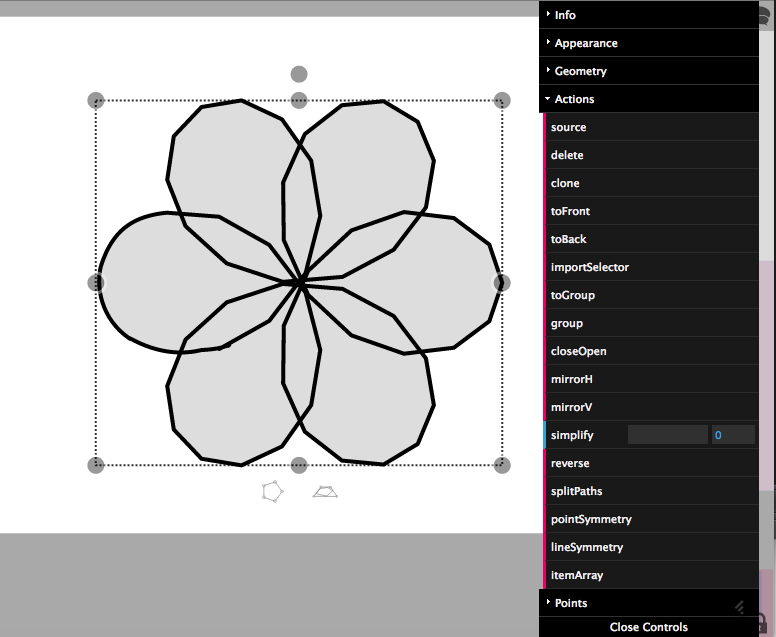 Info
Appearance
Geometry
Actions
source
delete
clone
toFront
toBack
importSelector
toGroup
group
closeOpen
mirrorH
mirrorV
simplify 0
reverse
splitPaths
pointSymmetry
lineSymmetry
itemArray
Points
Close Controls